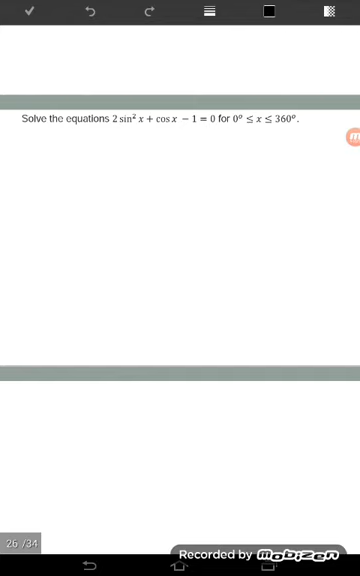 Solve the equations 2 sin² x + cos x − 1 = 0 for 0° ≤ x ≤ 360°.
26 /34
Recorded by
mobizen